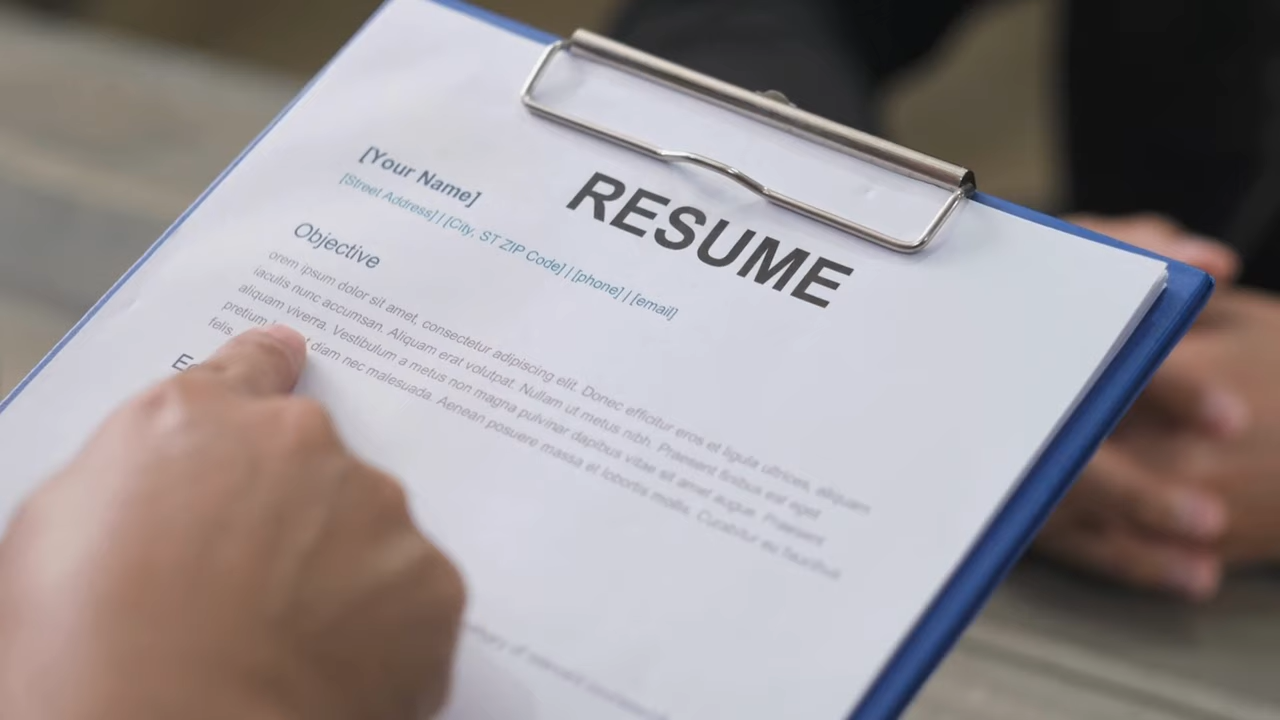 RESUME
[Your Name]
[Street Address] | [City, ST ZIP Code] | [phone] | [email]
Objective
orem ipsum dolor sit amet, consectetur adipiscing elit. Donec efficitur eros et ligula ultrices, aliquam
iaculis nunc accumsan. Aliquam erat volutpat. Nullam ut metus nibh. Praesent finibus est eget
aliquam viverra. Vestibulum a metus non magna pulvinar dapibus vitae sit amet augue. Praesent
pretium diam nec malesuada. Aenean posuere massa et lobortis mollis. Curabitur eu faucibus
felis.